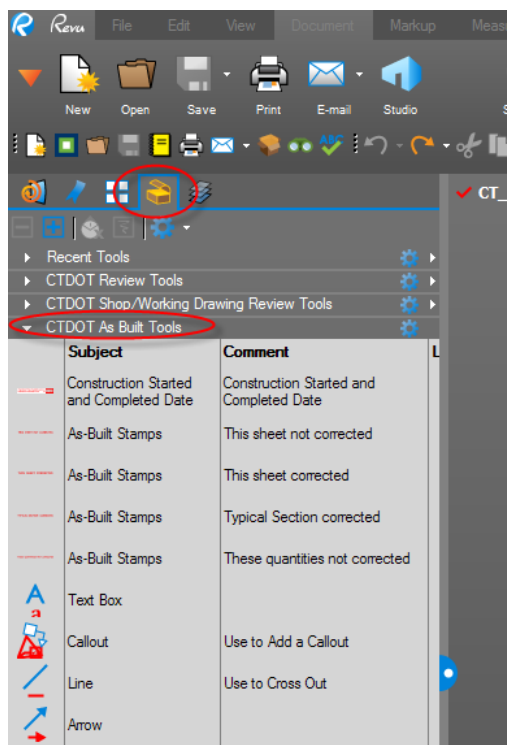 Revu File Edit View Document Markup Meas
New Open Save Print E-mail Studio S
ABC
CT_
Recent Tools
CTDOT Review Tools
CTDOT Shop/Working Drawing Review Tools
CTDOT As Built Tools
Subject Comment L
Construction Started Construction Started and
and Completed Date Completed Date
As-Built Stamps This sheet not corrected
As-Built Stamps This sheet corrected
As-Built Stamps Typical Section corrected
As-Built Stamps These quantities not corrected
A
a Text Box
Callout Use to Add a Callout
Line Use to Cross Out
Arrow